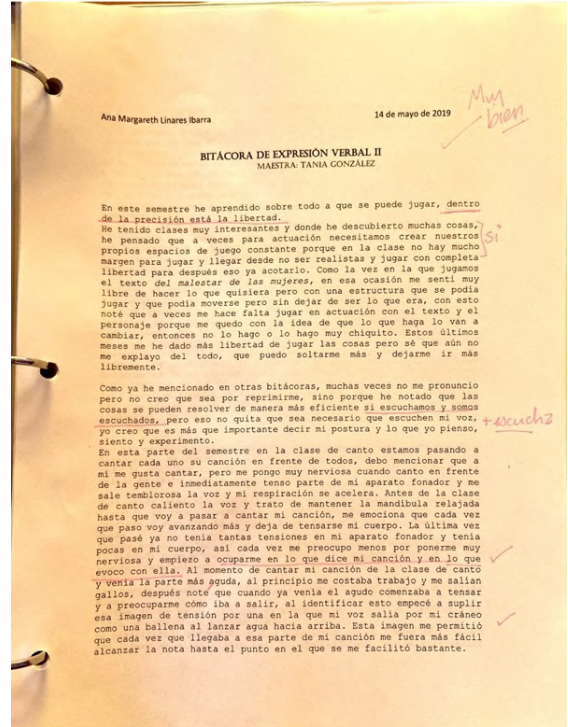 Muy
bien
Ana Margareth Linares Ibarra
14 de mayo de 2019
BITÁCORA DE EXPRESIÓN VERBAL II
MAESTRA: TANIA GONZÁLEZ
En este semestre he aprendido sobre todo a que se puede jugar, dentro
de la precisión está la libertad.
He tenido clases muy interesantes y donde he descubierto muchas cosas,
he pensado que a veces para actuación necesitamos crear nuestros
propios espacios de juego constante porque en la clase no hay mucho
margen para jugar y llegar desde no ser realistas y jugar con completa
libertad para después eso ya acotarlo. Como la vez en la que jugamos
el texto del malestar de las mujeres, en esa ocasión me sentí muy
libre de hacer lo que quisiera pero con una estructura que se podía
jugar y que podía moverse pero sin dejar de ser lo que era, con esto
noté que a veces me hace falta jugar en actuación con el texto y el
personaje porque me quedo con la idea de que lo que haga lo van a
cambiar, entonces no lo hago o lo hago muy chiquito. Estos últimos
meses me he dado más libertad de jugar las cosas pero sé que aún no
me explayo del todo, que puedo soltarme más y dejarme ir más
libremente.
Sí
Como ya he mencionado en otras bitácoras, muchas veces no me pronuncio
pero no creo que sea por reprimirme, sino porque he notado que las
cosas se pueden resolver de manera más eficiente si escuchamos y somos
escuchados, pero eso no quita que sea necesario que escuchen mi voz,
yo creo que es más que importante decir mi postura y lo que yo pienso,
siento y experimento.
+ escucha
En esta parte del semestre en la clase de canto estamos pasando a
cantar cada uno su canción en frente de todos, debo mencionar que a
mi me gusta cantar, pero me pongo muy nerviosa cuando canto en frente
de la gente e inmediatamente tenso parte de mi aparato fonador y me
sale temblorosa la voz y mi respiración se acelera. Antes de la clase
de canto caliento la voz y trato de mantener la mandíbula relajada
hasta que voy a pasar a cantar mi canción, me emociona que cada vez
que paso voy avanzando más y deja de tensarse mi cuerpo. La última vez
que pasé ya no tenía tantas tensiones en mi aparato fonador y tenía
pocas en mi cuerpo, así cada vez me preocupo menos por ponerme muy
nerviosa y empiezo a ocuparme en lo que dice mi canción y en lo que
evoco con ella. Al momento de cantar mi canción de la clase de canto
y venía la parte más aguda, al principio me costaba trabajo y me salían
gallos, después note que cuando ya venía el agudo comenzaba a tensar
y a preocuparme cómo iba a salir, al identificar esto empecé a suplir
esa imagen de tensión por una en la que mi voz salía por mi cráneo
como una ballena al lanzar agua hacia arriba. Esta imagen me permitió
que cada vez que llegaba a esa parte de mi canción me fuera más fácil
alcanzar la nota hasta el punto en el que se me facilitó bastante.